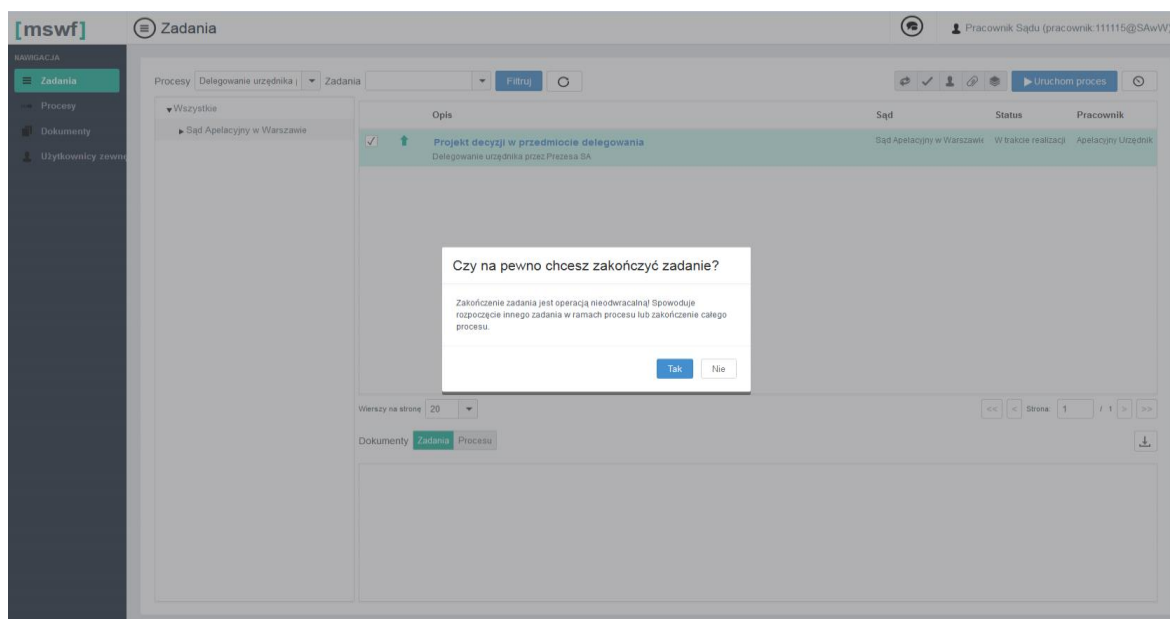 [mswf]
Zadania
Pracownik Sądu (pracownik.111115@SAwW)
NAWIGACJA
Zadania
Procesy
Dokumenty
Użytkownicy zewnę
Procesy Delegowanie urzędnika Zadania Filtruj Uruchom proces
Wszystkie
Sąd Apelacyjny w Warszawie
Opis Sąd Status Pracownik
Projekt decyzji w przedmiocie delegowania Sąd Apelacyjny w Warszawie W trakcie realizacji Apelacyjny Urzędnik
Delegowanie urzędnika przez Prezesa SA
Czy na pewno chcesz zakończyć zadanie?
Zakończenie zadania jest operacją nieodwracalną! Spowoduje
rozpoczęcie innego zadania w ramach procesu lub zakończenie całego
procesu.
Tak Nie
Wierszy na stronę 20 << < Strona: 1 / 1 > >>
Dokumenty Zadania Procesu